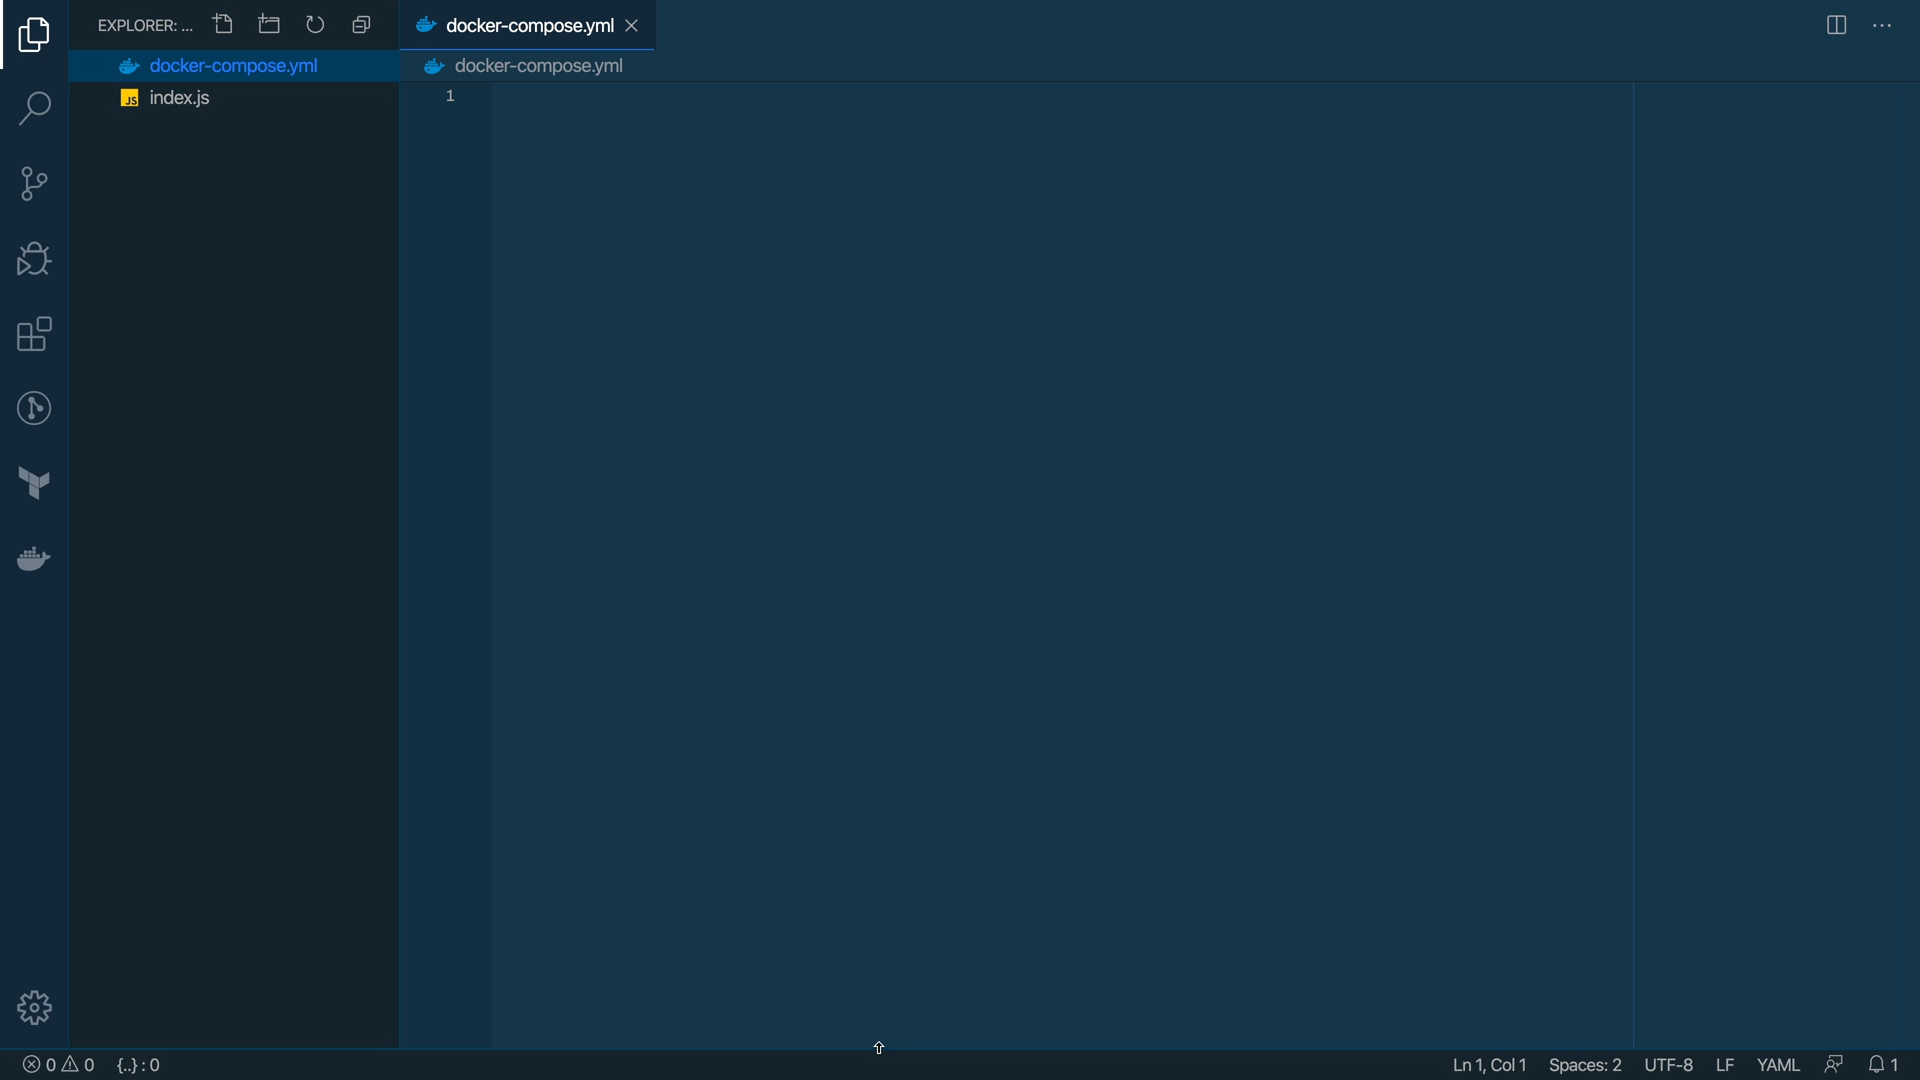 EXPLORER: ...
docker-compose.yml
JS index.js
docker-compose.yml
docker-compose.yml
1
0 0 {..} : 0
Ln 1, Col 1 Spaces: 2 UTF-8 LF YAML 1